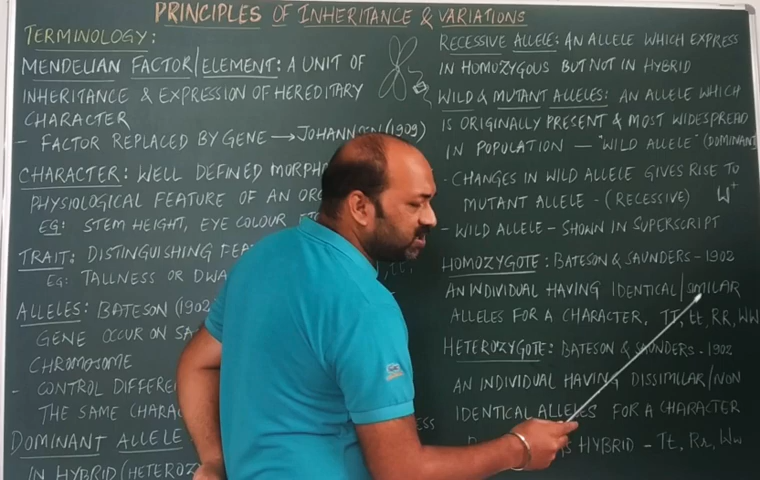 PRINCIPLES OF INHERITANCE & VARIATIONS
TERMINOLOGY:
MENDELIAN FACTOR/ELEMENT: A UNIT OF
INHERITANCE & EXPRESSION OF HEREDITARY
CHARACTER
- FACTOR REPLACED BY GENE → JOHANNSEN (1909)
CHARACTER: WELL DEFINED
PHYSIOLOGICAL FEATURE OF AN
EG: STEM HEIGHT, EYE COLOUR
TRAIT: DISTINGUISHING
EG: TALLNESS OR
ALLELES: BATESON (1902
GENE OCCUR ON
CHROMOSOME
- CONTROL
THE SAME
DOMINANT ALLELE
IN HYBRID
RECESSIVE ALLELE: AN ALLELE WHICH EXPRESS
IN HOMOZYGOUS BUT NOT IN HYBRID
WILD & MUTANT ALLELES: AN ALLELE WHICH
IS ORIGINALLY PRESENT & MOST WIDESPREAD
IN POPULATION — "WILD ALLELE" (DOMINANT)
- CHANGES IN WILD ALLELE GIVES RISE TO
MUTANT ALLELE - (RECESSIVE) W⁺
- WILD ALLELE - SHOWN IN SUPERSCRIPT
HOMOZYGOTE: BATESON & SAUNDERS - 1902
AN INDIVIDUAL HAVING IDENTICAL/SIMILAR
ALLELES FOR A CHARACTER, TT, tt, RR, WW
HETEROZYGOTE: BATESON & SAUNDERS - 1902
AN INDIVIDUAL HAVING DISSIMILAR/NON
IDENTICAL ALLELES FOR A CHARACTER
AS HYBRID - Tt, Rr, Ww